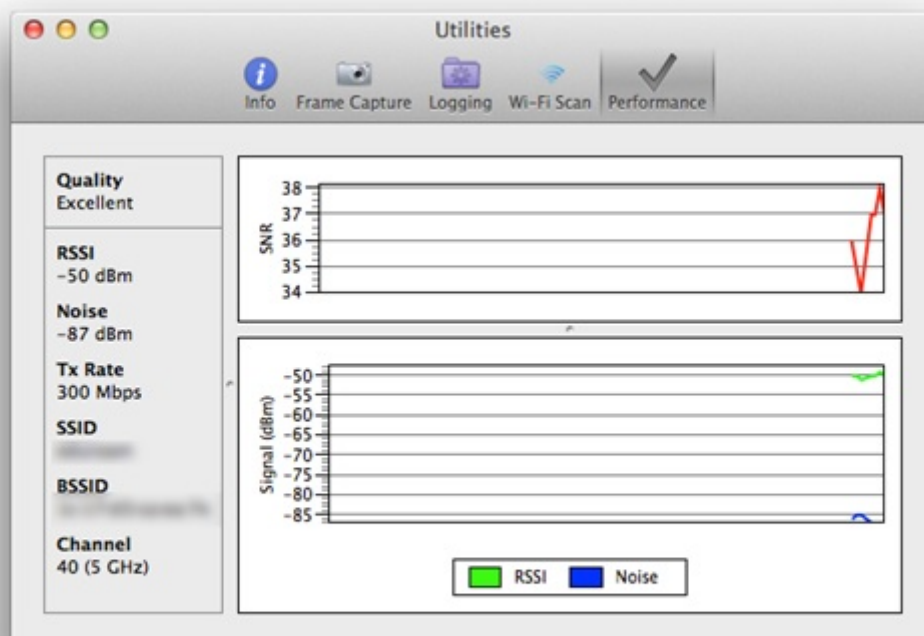 Utilities
Info Frame Capture Logging Wi-Fi Scan Performance
Quality
Excellent
RSSI
-50 dBm
Noise
-87 dBm
Tx Rate
300 Mbps
SSID
BSSID
Channel
40 (5 GHz)
SNR
38
37
36
35
34
Signal (dBm)
-50
-55
-60
-65
-70
-75
-80
-85
RSSI Noise